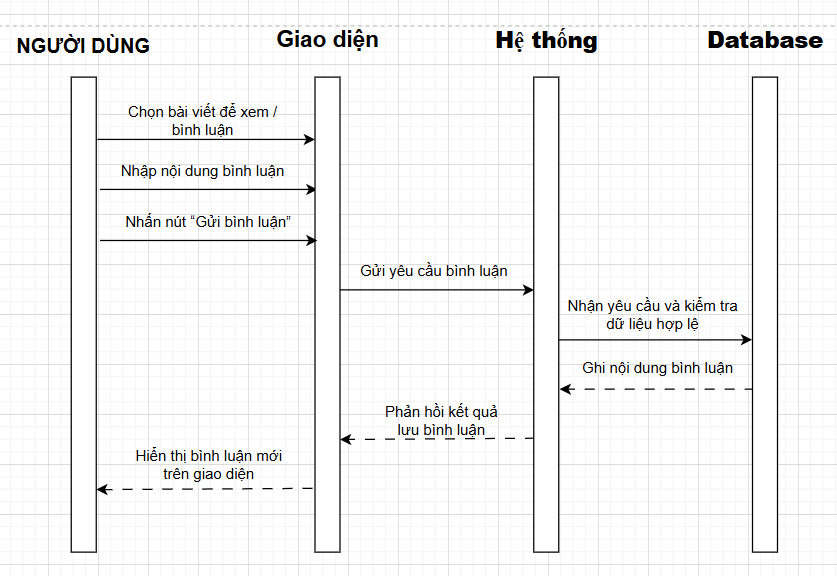 NGƯỜI DÙNG
Giao diện
Hệ thống
Database
Chọn bài viết để xem /
bình luận
Nhập nội dung bình luận
Nhấn nút “Gửi bình luận”
Gửi yêu cầu bình luận
Nhận yêu cầu và kiểm tra
dữ liệu hợp lệ
Ghi nội dung bình luận
Phản hồi kết quả
lưu bình luận
Hiển thị bình luận mới
trên giao diện